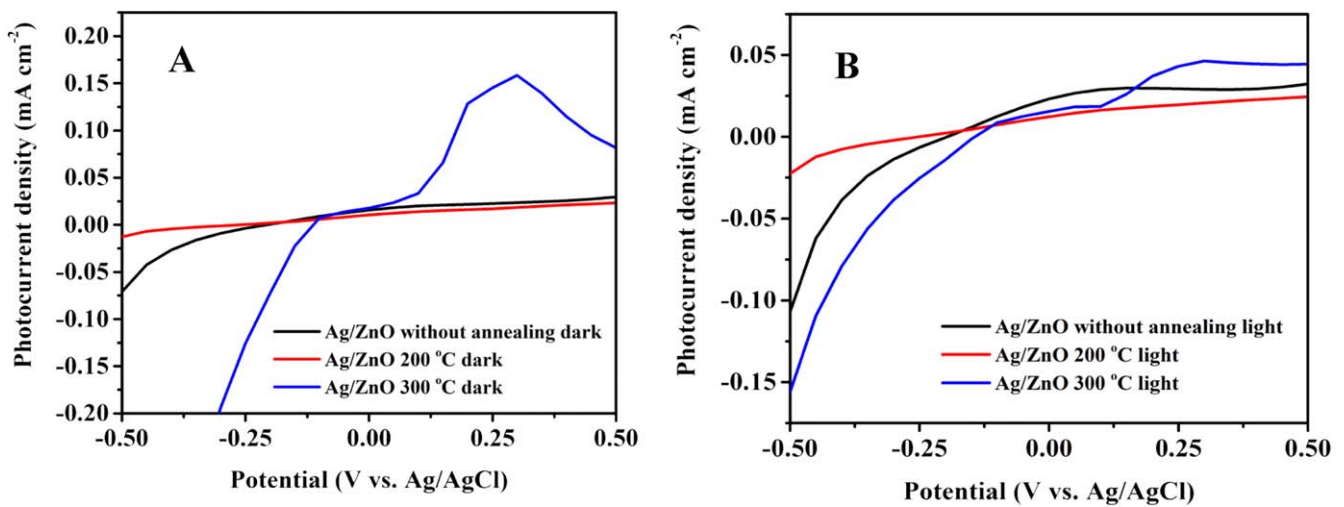 A
0.20
0.15
0.10
0.05
0.00
-0.05
-0.10
-0.15
-0.20
Photocurrent density (mA cm-2)
Ag/ZnO without annealing dark
Ag/ZnO 200 °C dark
Ag/ZnO 300 °C dark
-0.50 -0.25 0.00 0.25 0.50
Potential (V vs. Ag/AgCl)
B
0.05
0.00
-0.05
-0.10
-0.15
Photocurrent density (mA cm-2)
Ag/ZnO without annealing light
Ag/ZnO 200 °C light
Ag/ZnO 300 °C light
-0.50 -0.25 0.00 0.25 0.50
Potential (V vs. Ag/AgCl)